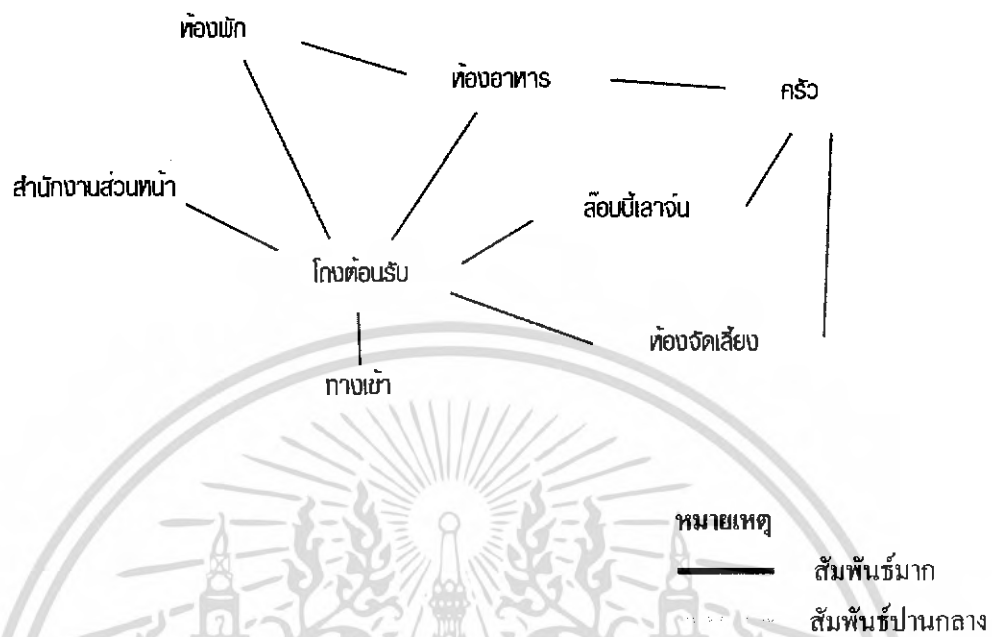 ห้องพัก
ห้องอาหาร
ครัว
สำนักงานส่วนหน้า
ล๊อบบี้เลาจ์น
โถงต้อนรับ
ห้องจัดเลี้ยง
ทางเข้า
หมายเหตุ
สัมพันธ์มาก
สัมพันธ์ปานกลาง